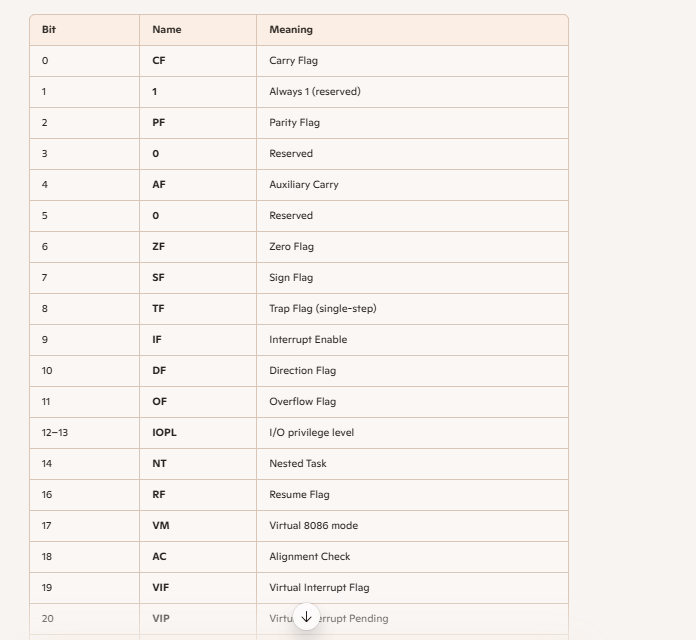 Bit Name Meaning
0 CF Carry Flag
1 1 Always 1 (reserved)
2 PF Parity Flag
3 0 Reserved
4 AF Auxiliary Carry
5 0 Reserved
6 ZF Zero Flag
7 SF Sign Flag
8 TF Trap Flag (single-step)
9 IF Interrupt Enable
10 DF Direction Flag
11 OF Overflow Flag
12–13 IOPL I/O privilege level
14 NT Nested Task
16 RF Resume Flag
17 VM Virtual 8086 mode
18 AC Alignment Check
19 VIF Virtual Interrupt Flag
20 VIP Virtual Interrupt Pending